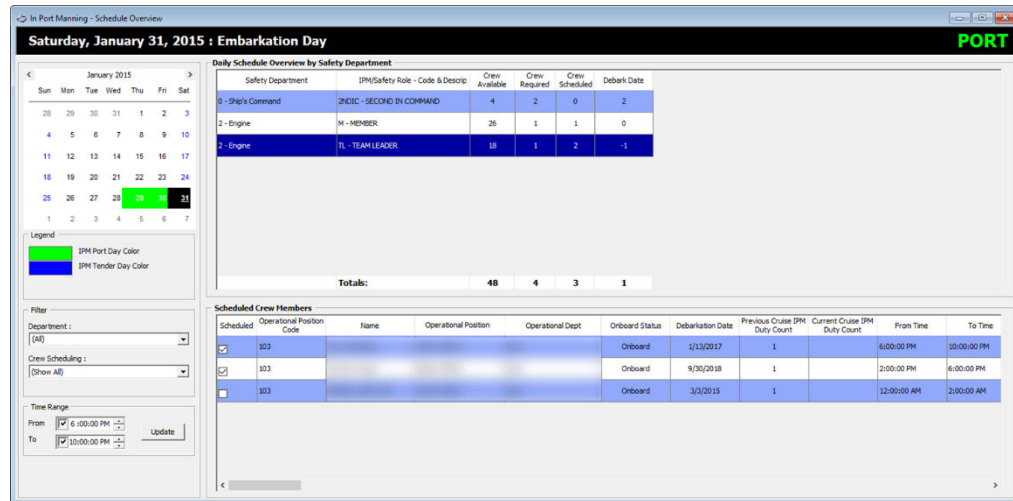 In Port Manning - Schedule Overview
Saturday, January 31, 2015 : Embarkation Day
PORT
January 2015
Sun Mon Tue Wed Thu Fri Sat
28 29 30 31 1 2 3
4 5 6 7 8 9 10
11 12 13 14 15 16 17
18 19 20 21 22 23 24
25 26 27 28 29 30 31
1 2 3 4 5 6 7
Legend
IPM Port Day Color
IPM Tender Day Color
Filter
Department :
(All)
Crew Scheduling :
(Show All)
Time Range
From 6 :00:00 PM
To 10:00:00 PM
Update
Daily Schedule Overview by Safety Department
Safety Department IPM/Safety Role - Code & Descrip Crew Available Crew Required Crew Scheduled Debark Date
0 - Ship's Command 2NDIC - SECOND IN COMMAND 4 2 0 2
2 - Engine M - MEMBER 26 1 1 0
2 - Engine TL - TEAM LEADER 18 1 2 -1
Totals: 48 4 3 1
Scheduled Crew Members
Scheduled Operational Position Code Name Operational Position Operational Dept Onboard Status Debarkation Date Previous Cruise IPM Duty Count Current Cruise IPM Duty Count From Time To Time
103 Onboard 1/13/2017 1 6:00:00 PM 10:00:00 PM
103 Onboard 9/30/2018 1 2:00:00 PM 6:00:00 PM
103 Onboard 3/3/2015 1 12:00:00 AM 2:00:00 AM